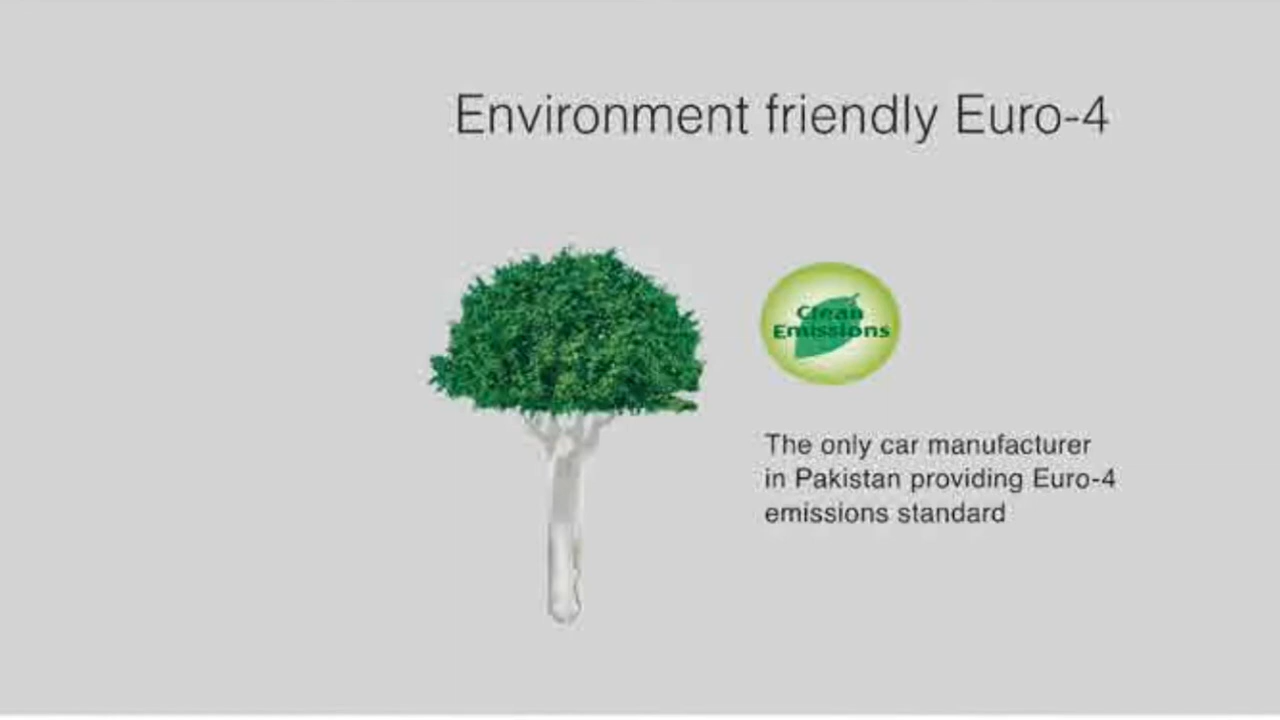 Environment friendly Euro-4
Clean
Emissions
The only car manufacturer
in Pakistan providing Euro-4
emissions standard